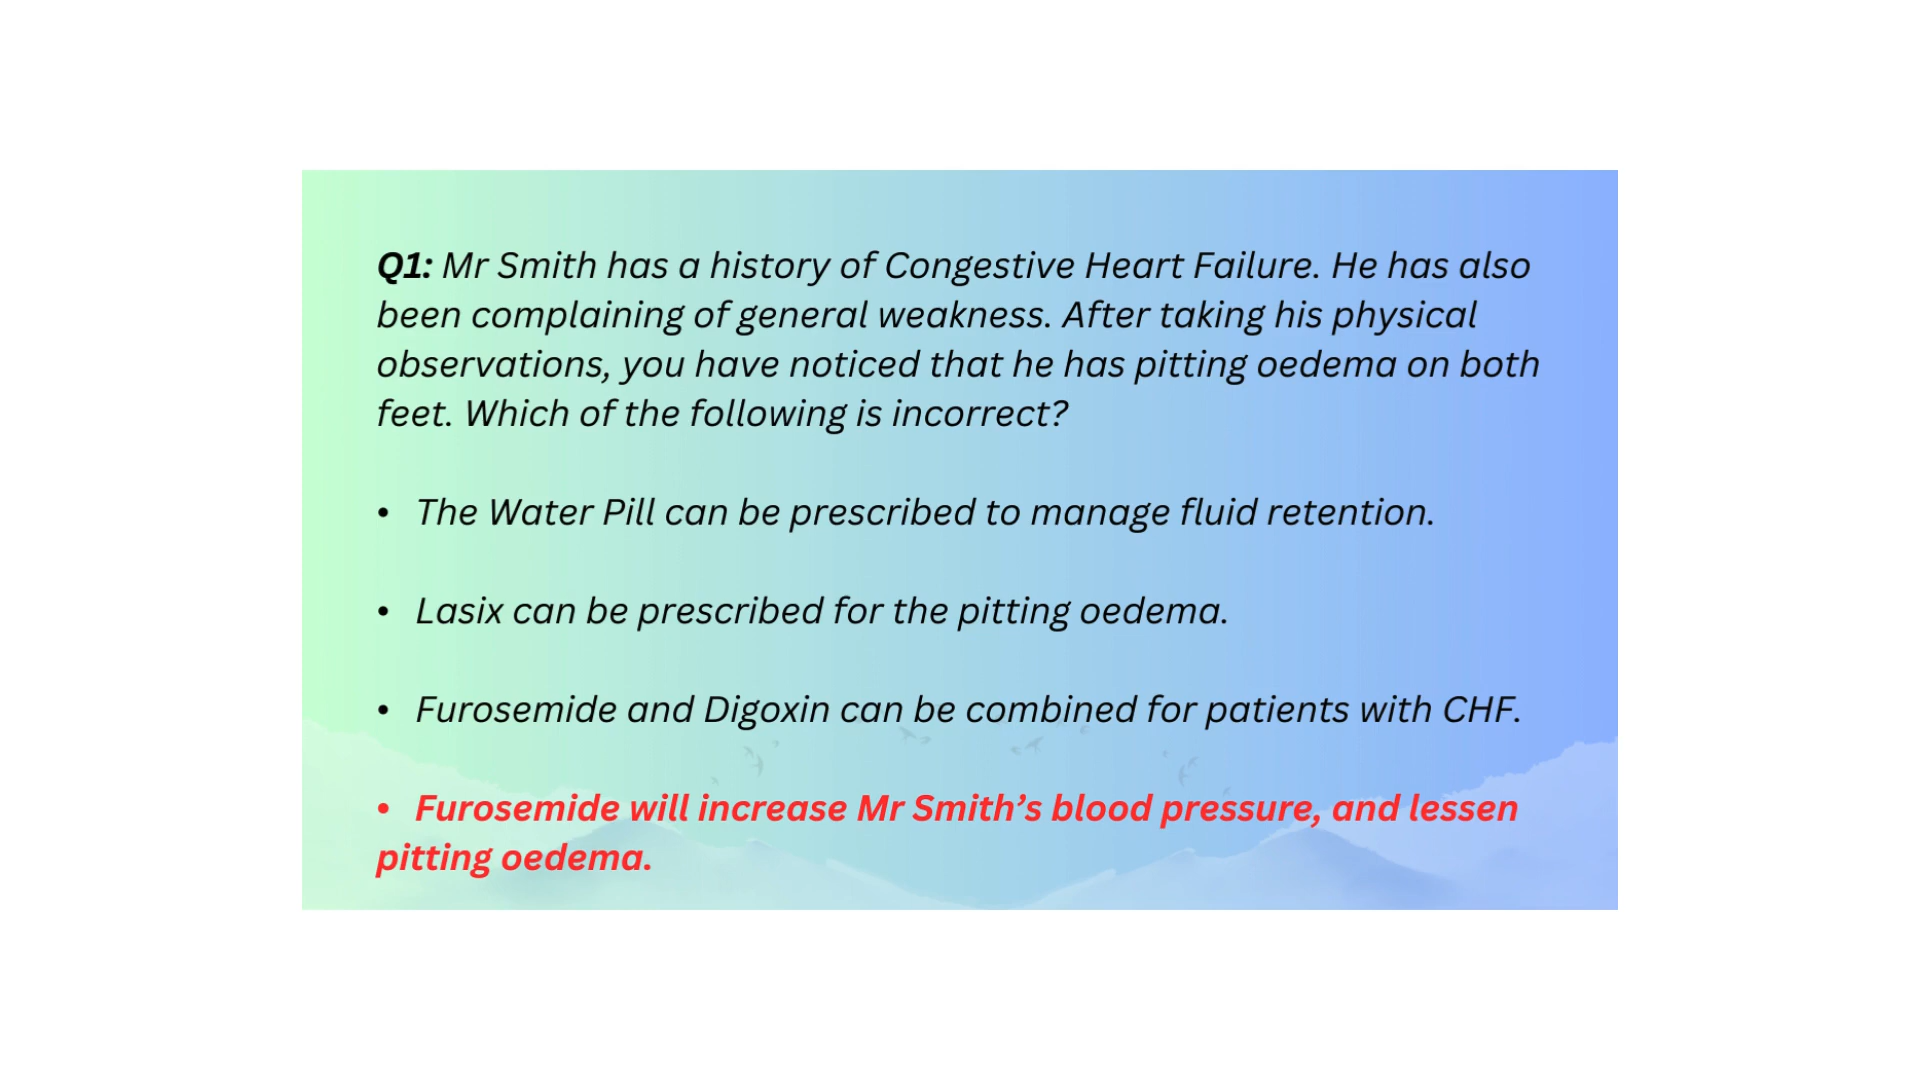 Q1: Mr Smith has a history of Congestive Heart Failure. He has also
been complaining of general weakness. After taking his physical
observations, you have noticed that he has pitting oedema on both
feet. Which of the following is incorrect?
• The Water Pill can be prescribed to manage fluid retention.
• Lasix can be prescribed for the pitting oedema.
• Furosemide and Digoxin can be combined for patients with CHF.
• Furosemide will increase Mr Smith’s blood pressure, and lessen
pitting oedema.